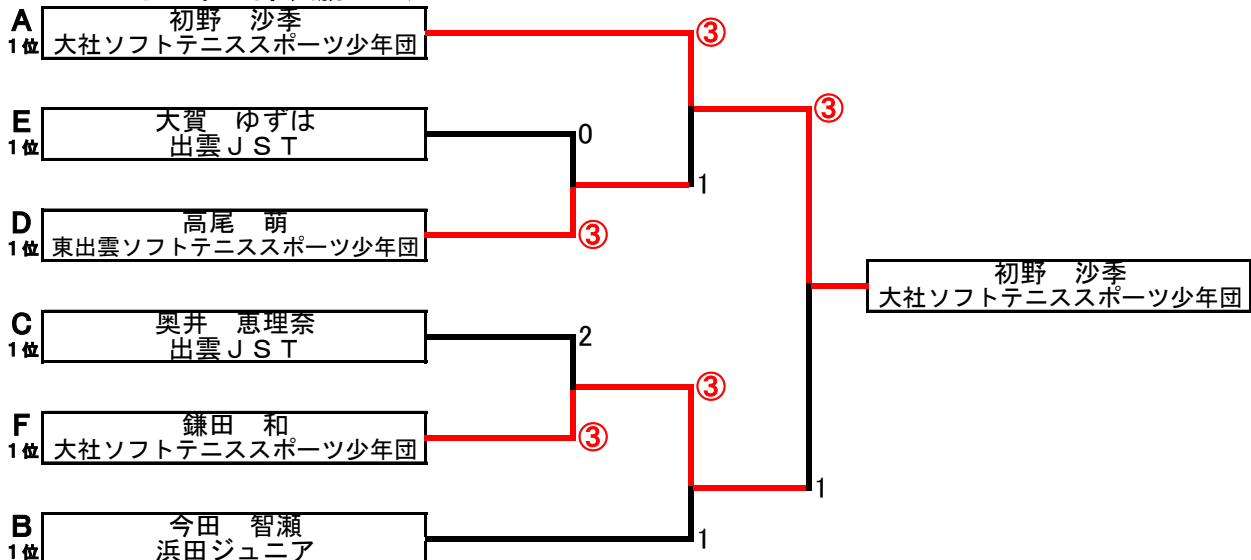 A
1位
初野 沙季
大社ソフトテニススポーツ少年団
③
E
1位
大賀 ゆずは
出雲JST
0
③
1
D
1位
高尾 萌
東出雲ソフトテニススポーツ少年団
③
初野 沙季
大社ソフトテニススポーツ少年団
C
1位
奥井 恵理奈
出雲JST
2
③
F
1位
鎌田 和
大社ソフトテニススポーツ少年団
③
1
B
1位
今田 智瀬
浜田ジュニア
1